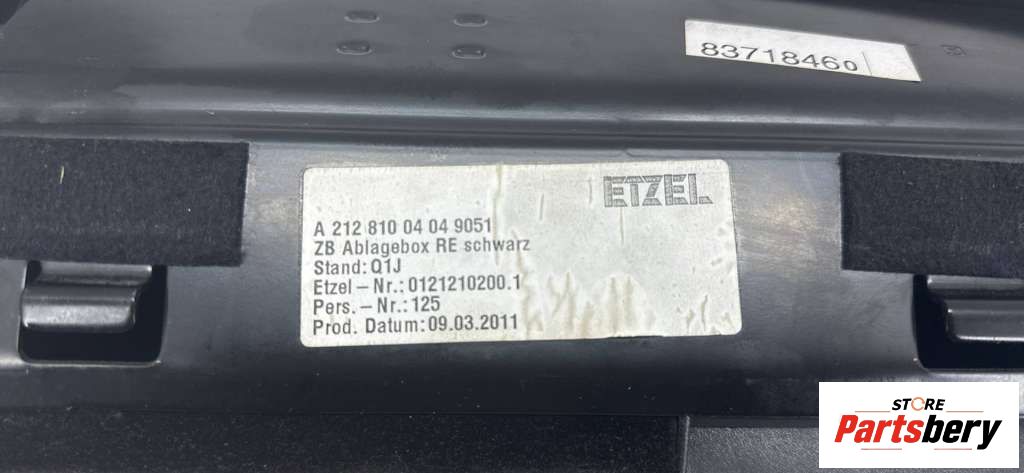 83718460
ETZEL
A 212 810 04 04 9051
ZB Ablagebox RE schwarz
Stand: Q1J
Etzel – Nr.: 0121210200.1
Pers. – Nr.: 125
Prod. Datum: 09.03.2011
STORE
Partsbery